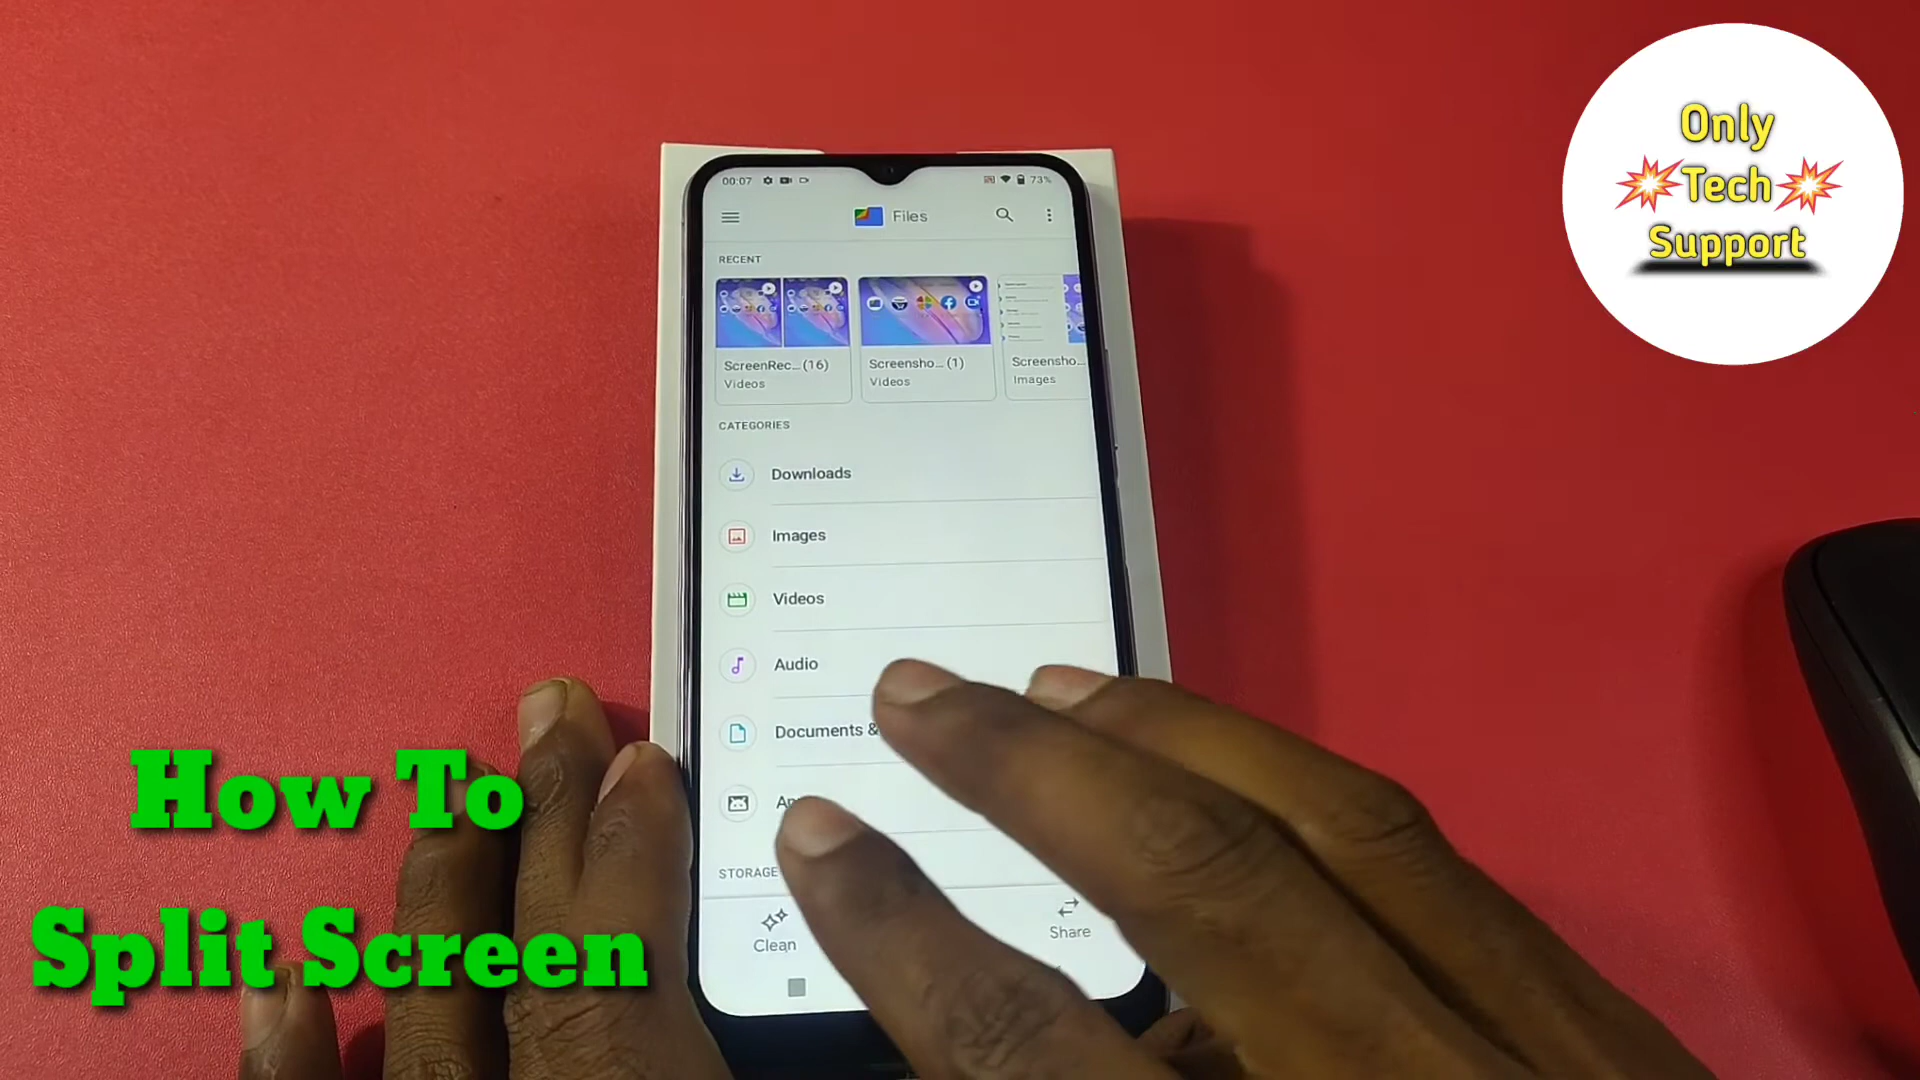 Only
Tech
Support
00:07
73%
Files
RECENT
ScreenRec... (16)
Videos
Screensho... (1)
Videos
Screensho...
Images
CATEGORIES
Downloads
Images
Videos
Audio
Documents &
STORAGE
Clean
Share
How To
Split Screen